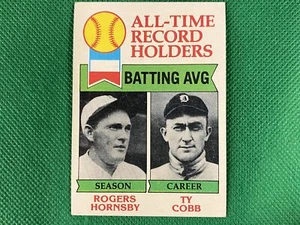 ALL-TIME
RECORD
HOLDERS
BATTING AVG
SEASON
CAREER
ROGERS
HORNSBY
TY
COBB